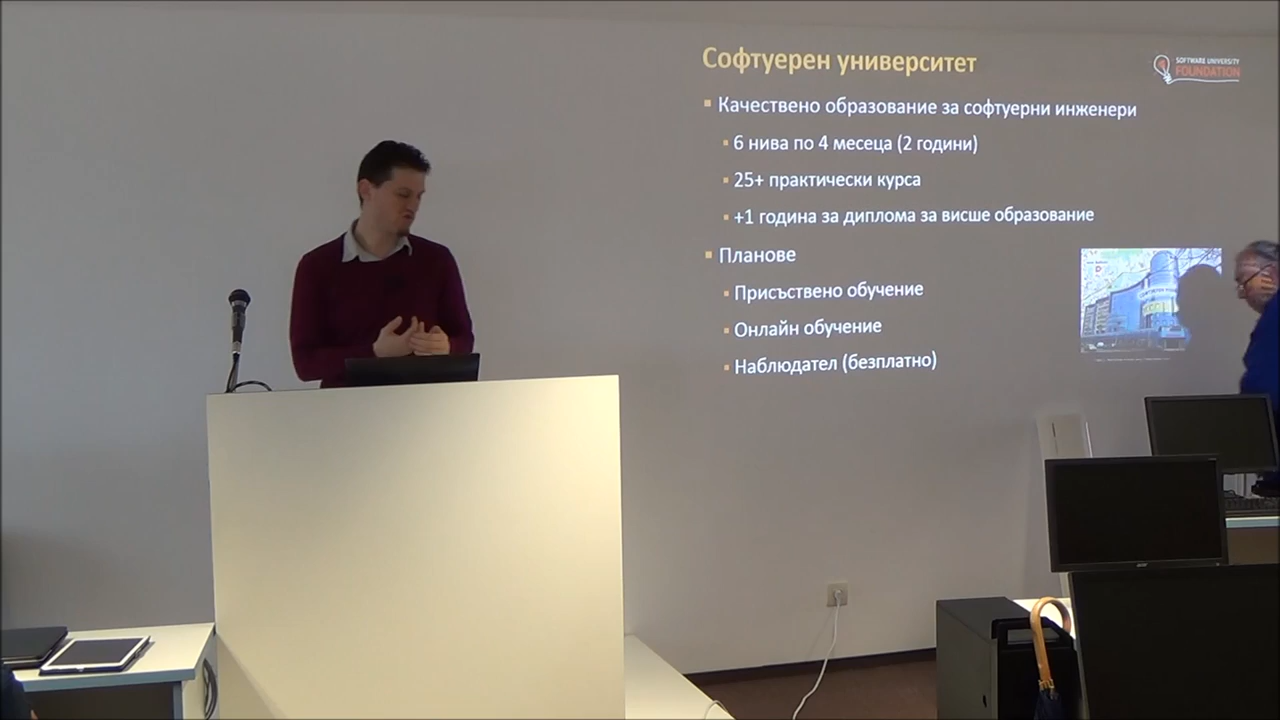 Софтуерен университет
SOFTWARE UNIVERSITY
FOUNDATION
Качествено образование за софтуерни инженери
6 нива по 4 месеца (2 години)
25+ практически курса
+1 година за диплома за висше образование
Планове
Присъствено обучение
Онлайн обучение
Наблюдател (безплатно)